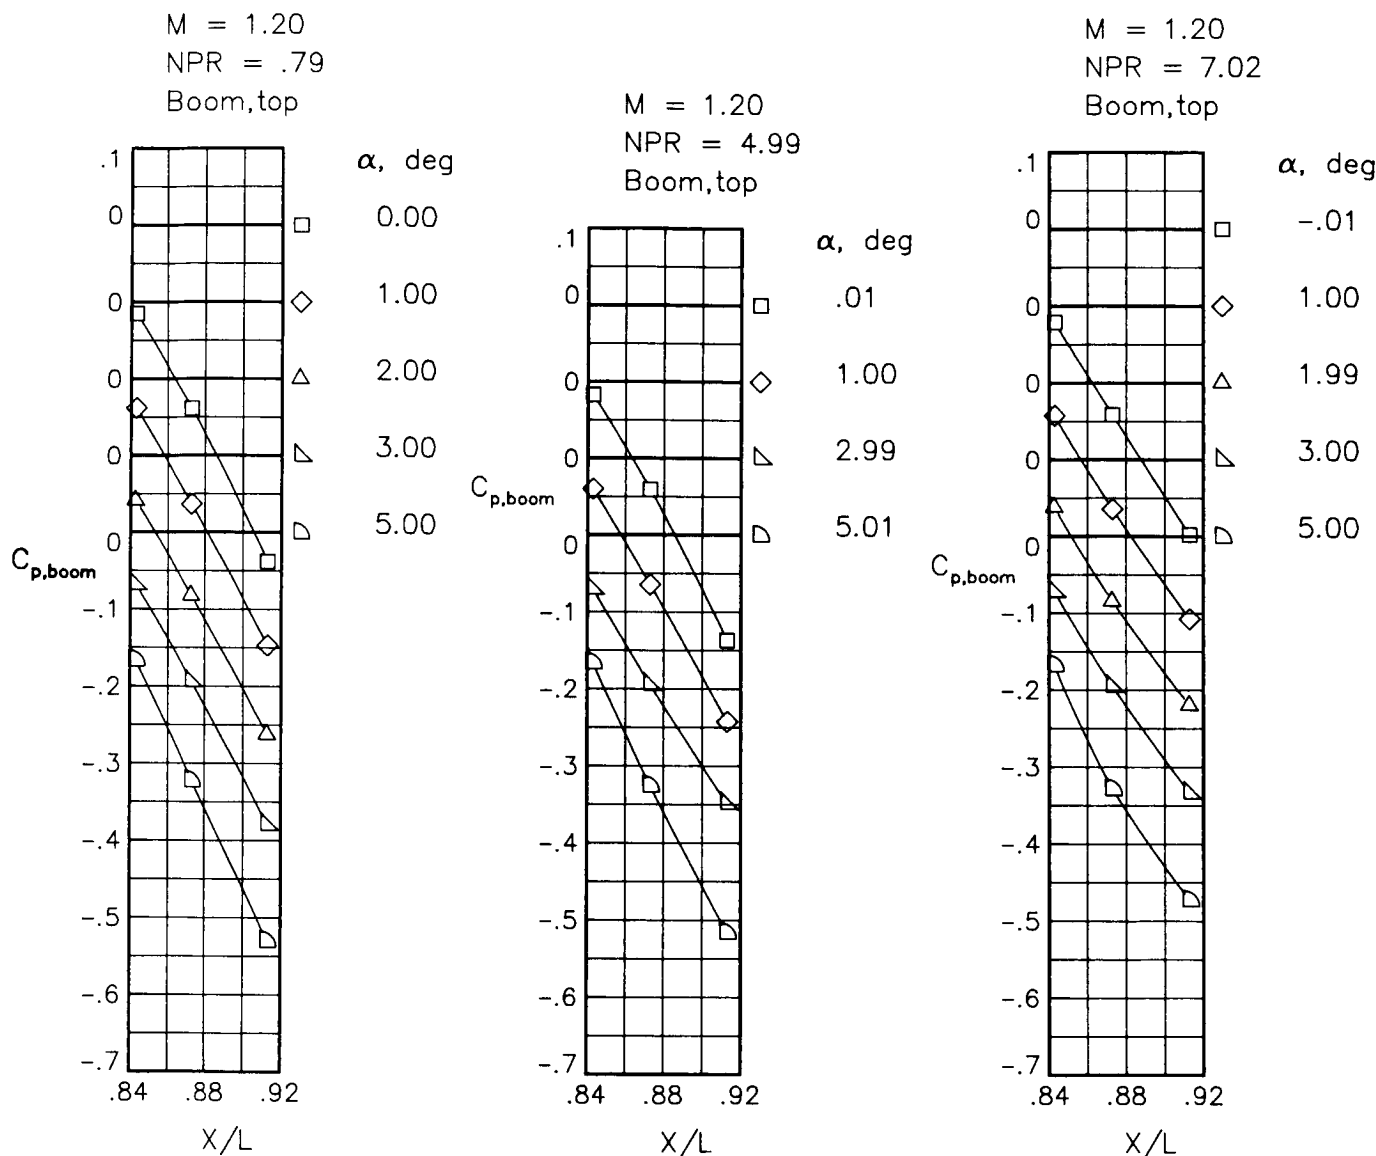 M = 1.20
NPR = .79
Boom,top
α, deg
.1
0 0.00
0 1.00
0 2.00
0 3.00
0 5.00
C p,boom
-.1
-.2
-.3
-.4
-.5
-.6
-.7
.84 .88 .92
X/L
M = 1.20
NPR = 4.99
Boom,top
α, deg
.1
0 .01
0 1.00
0 2.99
0 5.01
C p,boom
-.1
-.2
-.3
-.4
-.5
-.6
-.7
.84 .88 .92
X/L
M = 1.20
NPR = 7.02
Boom,top
α, deg
.1
0 -.01
0 1.00
0 1.99
0 3.00
0 5.00
C p,boom
-.1
-.2
-.3
-.4
-.5
-.6
-.7
.84 .88 .92
X/L